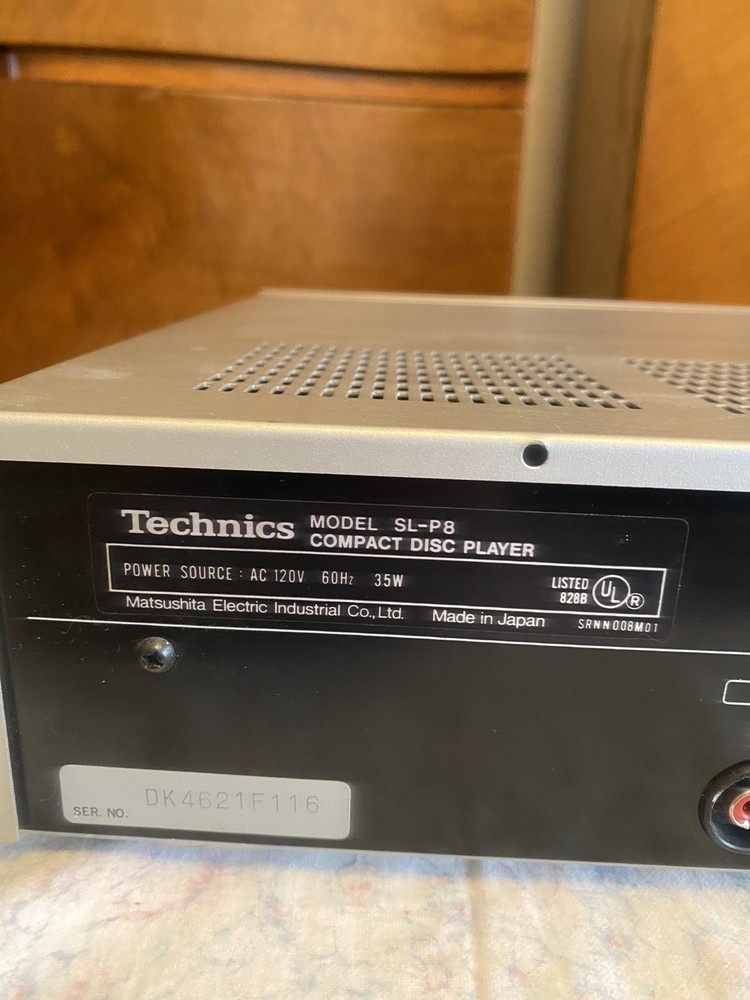 Technics MODEL SL-P8
COMPACT DISC PLAYER
POWER SOURCE : AC 120V 60Hz 35W
LISTED
828B
UL
®
Matsushita Electric Industrial Co.,Ltd. Made in Japan SRNN008M01
SER. NO. DK4621F116